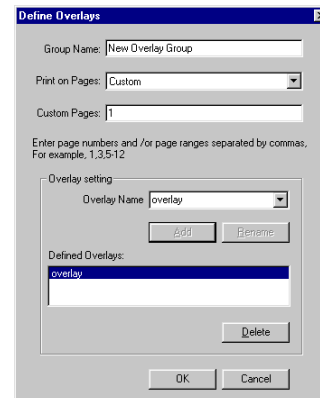 Define Overlays
Group Name: New Overlay Group
Print on Pages: Custom
Custom Pages: 1
Enter page numbers and /or page ranges separated by commas,
For example, 1,3,5-12
Overlay setting
Overlay Name overlay
Add Rename
Defined Overlays:
overlay
Delete
OK Cancel